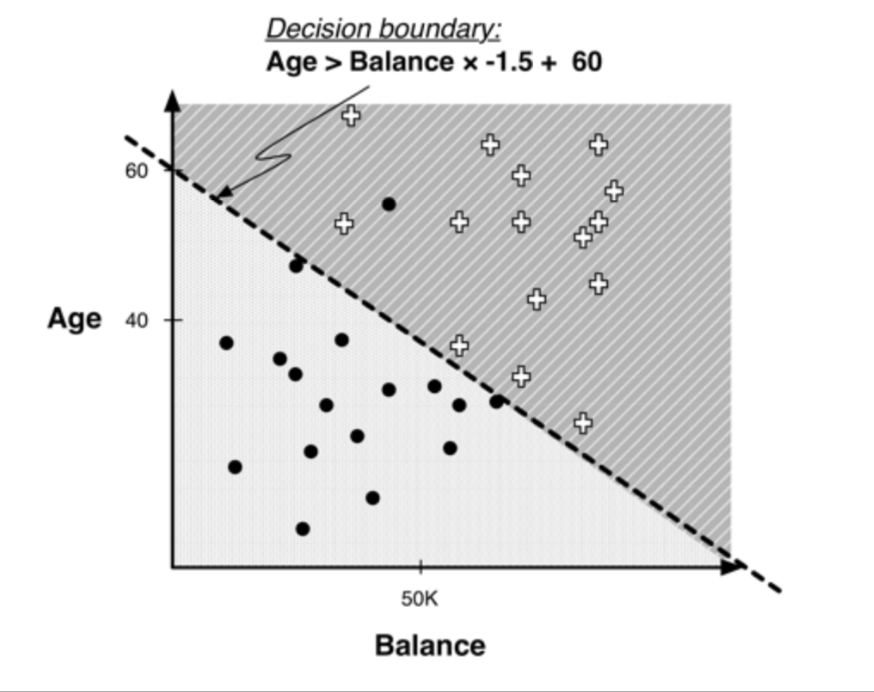 Decision boundary:
Age > Balance × -1.5 + 60
60
Age
40
50K
Balance